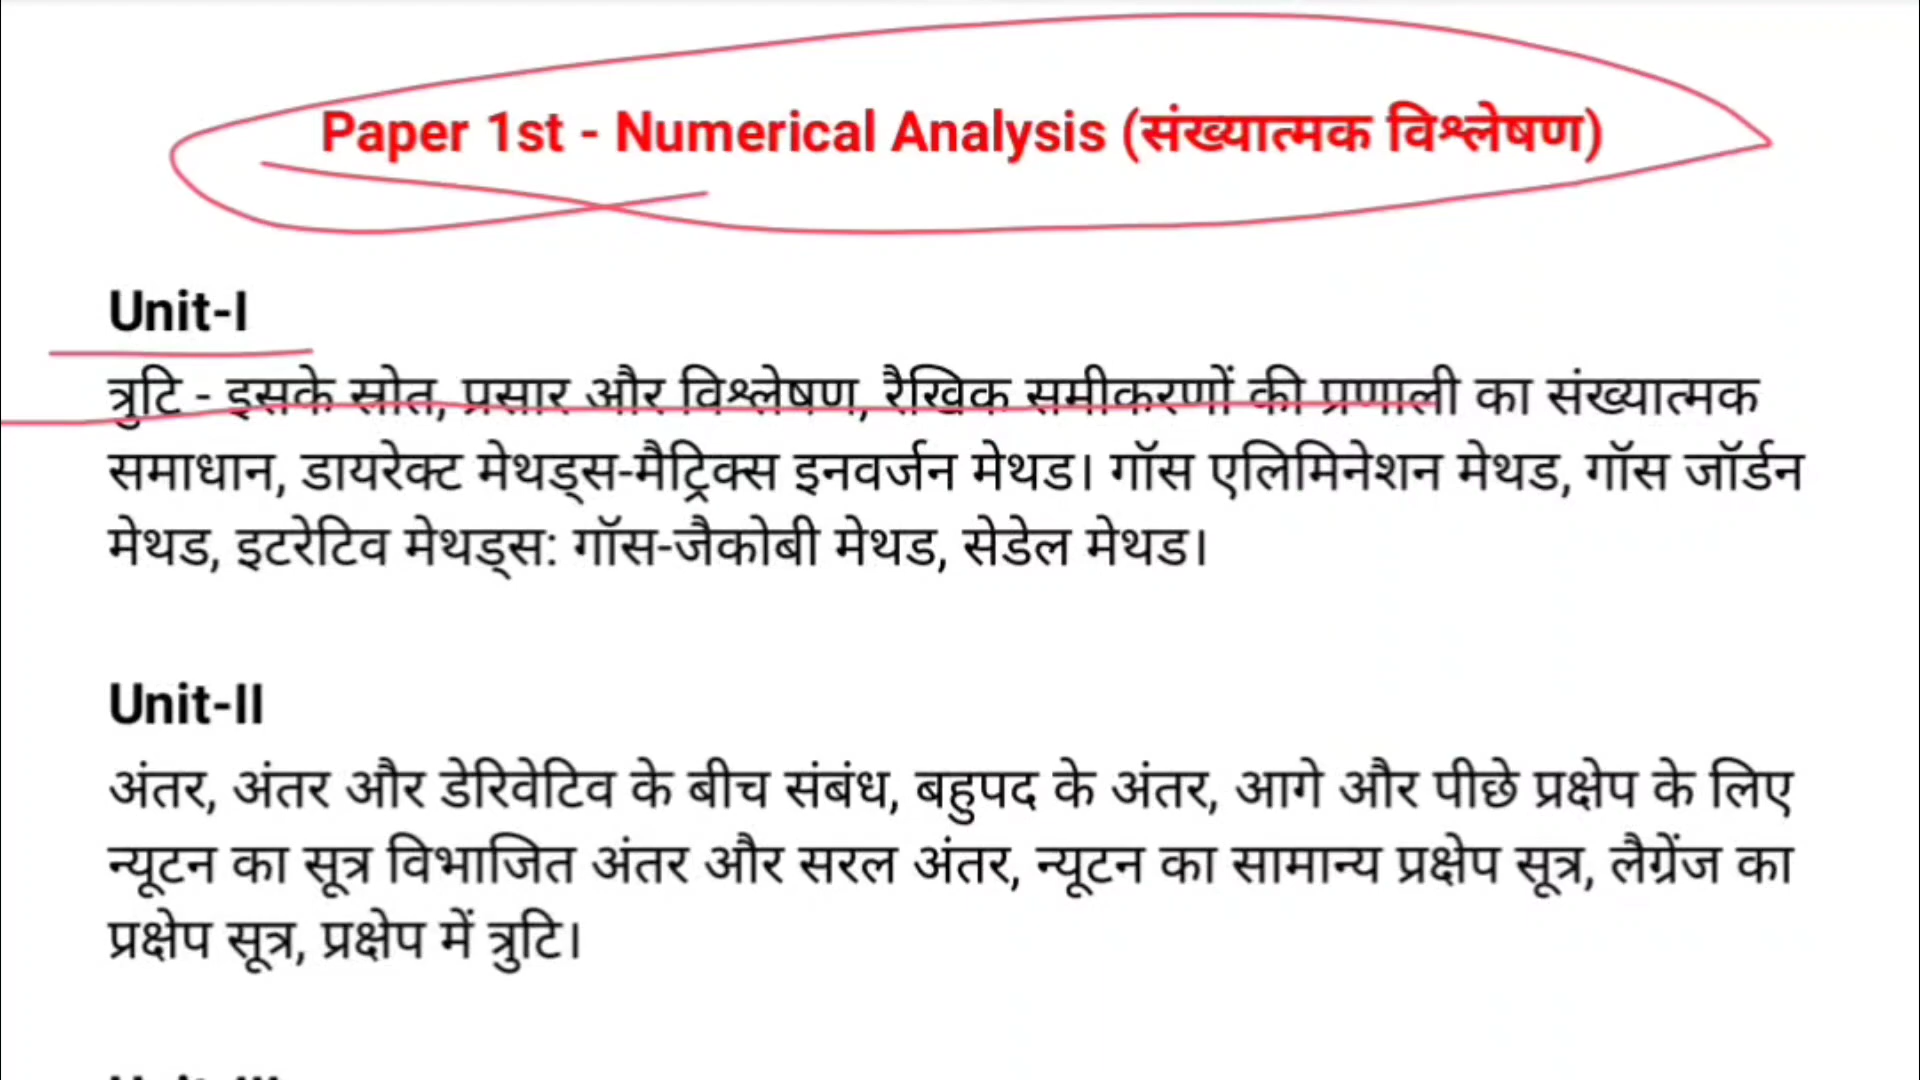 Paper 1st - Numerical Analysis (संख्यात्मक विश्लेषण)
Unit-I
त्रुटि - इसके स्रोत, प्रसार और विश्लेषण, रैखिक समीकरणों की प्रणाली का संख्यात्मक
समाधान, डायरेक्ट मेथड्स-मैट्रिक्स इनवर्जन मेथड। गॉस एलिमिनेशन मेथड, गॉस जॉर्डन
मेथड, इटरेटिव मेथड्स: गॉस-जैकोबी मेथड, सेडेल मेथड।
Unit-II
अंतर, अंतर और डेरिवेटिव के बीच संबंध, बहुपद के अंतर, आगे और पीछे प्रक्षेप के लिए
न्यूटन का सूत्र विभाजित अंतर और सरल अंतर, न्यूटन का सामान्य प्रक्षेप सूत्र, लैग्रेंज का
प्रक्षेप सूत्र, प्रक्षेप में त्रुटि।